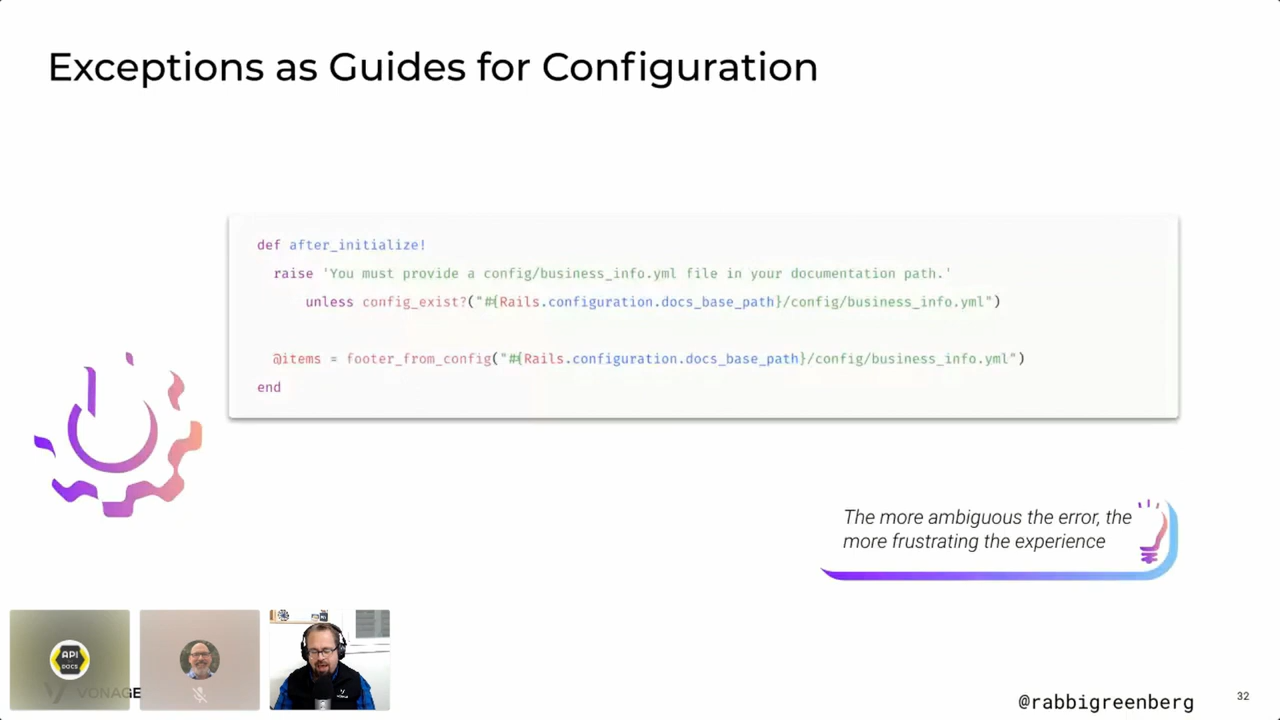 Exceptions as Guides for Configuration
def after_initialize!
raise 'You must provide a config/business_info.yml file in your documentation path.'
unless config_exist?("#{Rails.configuration.docs_base_path}/config/business_info.yml")
@items = footer_from_config("#{Rails.configuration.docs_base_path}/config/business_info.yml")
end
The more ambiguous the error, the
more frustrating the experience
API
DOCS
VONAGE
@rabbigreenberg
32